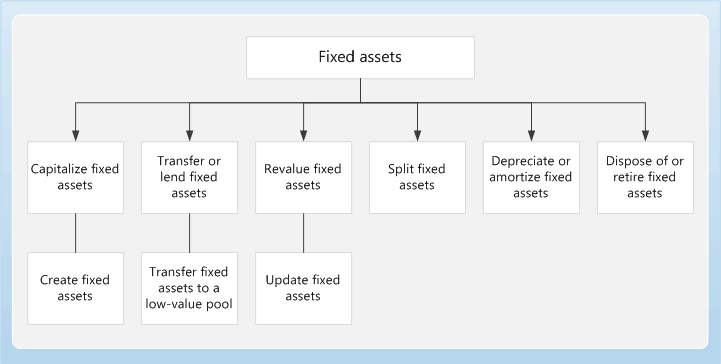 Fixed assets
Capitalize fixed
assets
Transfer or
lend fixed
assets
Revalue fixed
assets
Split fixed
assets
Depreciate or
amortize fixed
assets
Dispose of or
retire fixed
assets
Create fixed
assets
Transfer fixed
assets to a
low-value pool
Update fixed
assets